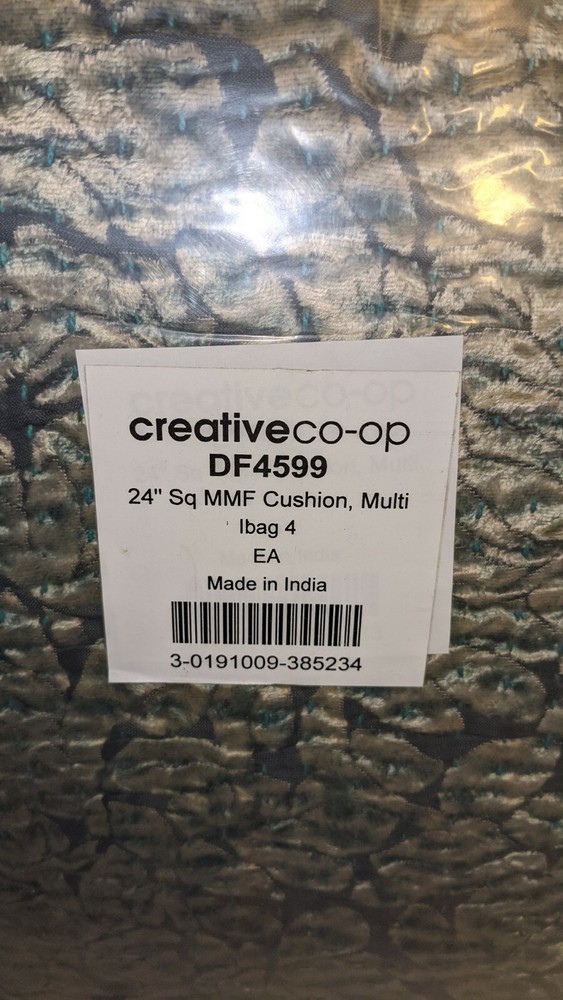 creativeco-op
DF4599
24" Sq MMF Cushion, Multi
Ibag 4
EA
Made in India
3-0191009-385234